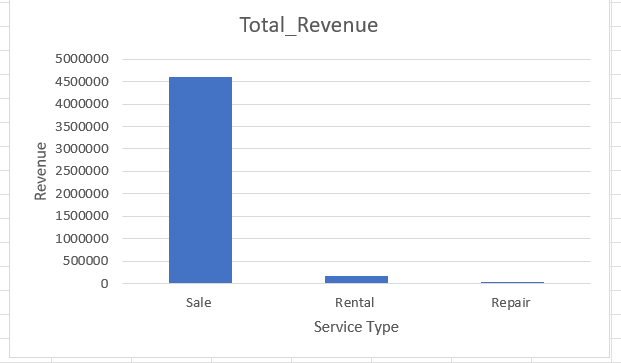 Total_Revenue
5000000
4500000
4000000
3500000
3000000
2500000
2000000
1500000
1000000
500000
0
Revenue
Sale
Rental
Repair
Service Type